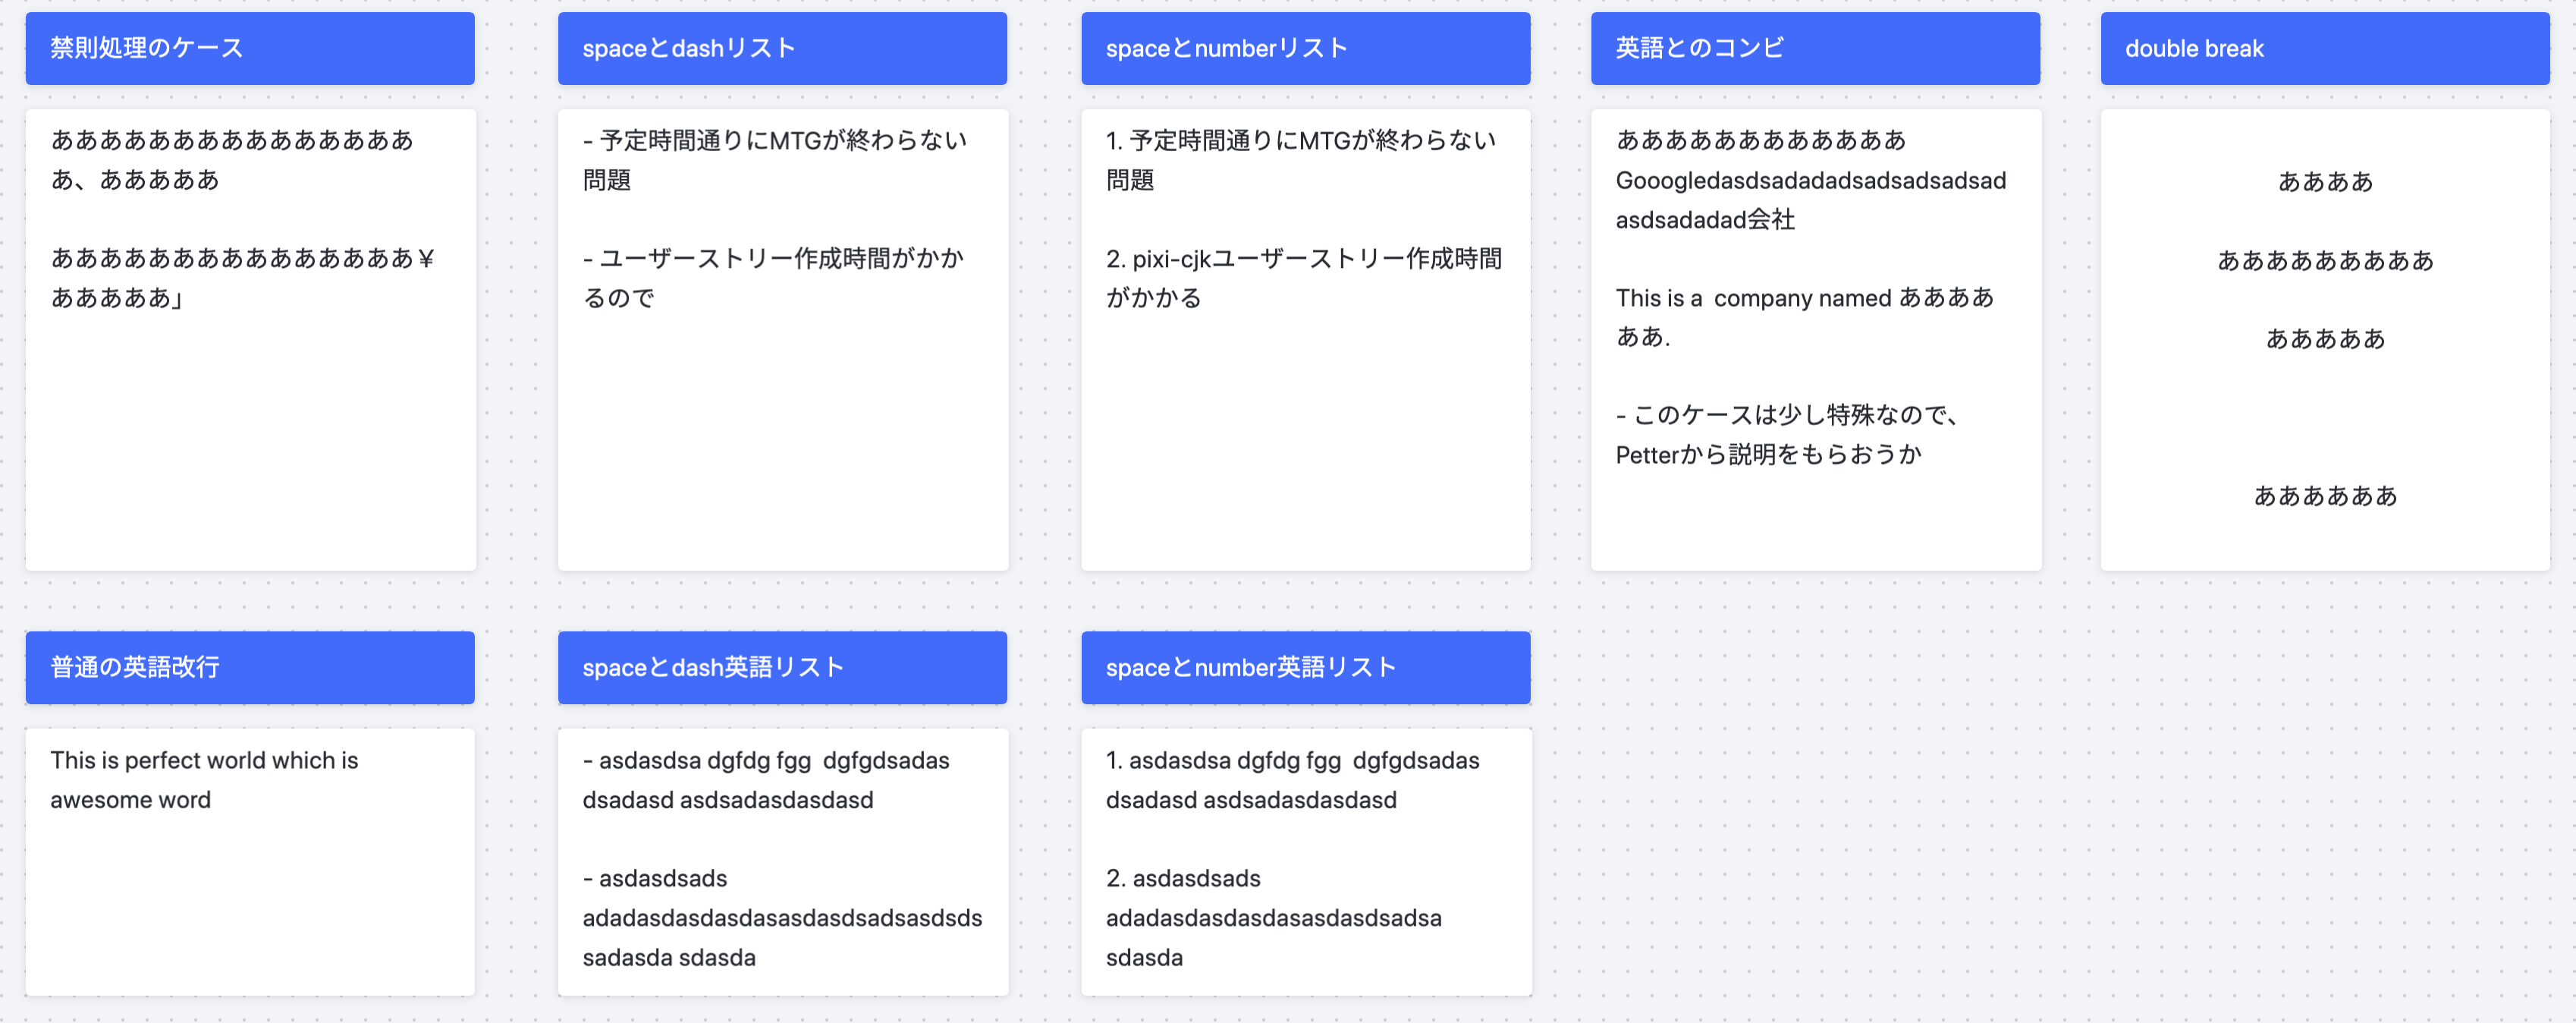 禁則処理のケース
あああああああああああああああ
あ、あああああ

あああああああああああああああ￥
あああああ」
spaceとdashリスト
- 予定時間通りにMTGが終わらない
問題

- ユーザーストリー作成時間がかか
るので
spaceとnumberリスト
1. 予定時間通りにMTGが終わらない
問題

2. pixi-cjkユーザーストリー作成時間
がかかる
英語とのコンビ
ああああああああああああ
Gooogledasdsadadadsadsadsadsad
asdsadadad会社

This is a  company named ああああ
ああ.

- このケースは少し特殊なので、
Petterから説明をもらおうか
double break
ああああ
あああああああああ
あああああ
ああああああ
普通の英語改行
This is perfect world which is
awesome word
spaceとdash英語リスト
- asdasdsa dgfdg fgg  dgfgdsadas
dsadasd asdsadasdasdasd

- asdasdsads
adadasdasdasdasasdasdsadsasdsds
sadasda sdasda
spaceとnumber英語リスト
1. asdasdsa dgfdg fgg  dgfgdsadas
dsadasd asdsadasdasdasd

2. asdasdsads
adadasdasdasdasasdasdsadsa
sdasda